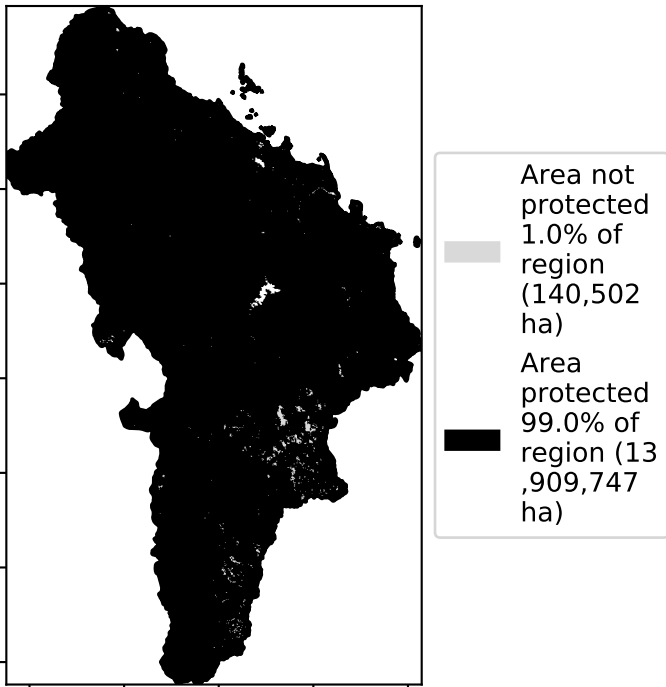 Area not
protected
1.0% of
region
(140,502
ha)
Area
protected
99.0% of
region (13
,909,747
ha)